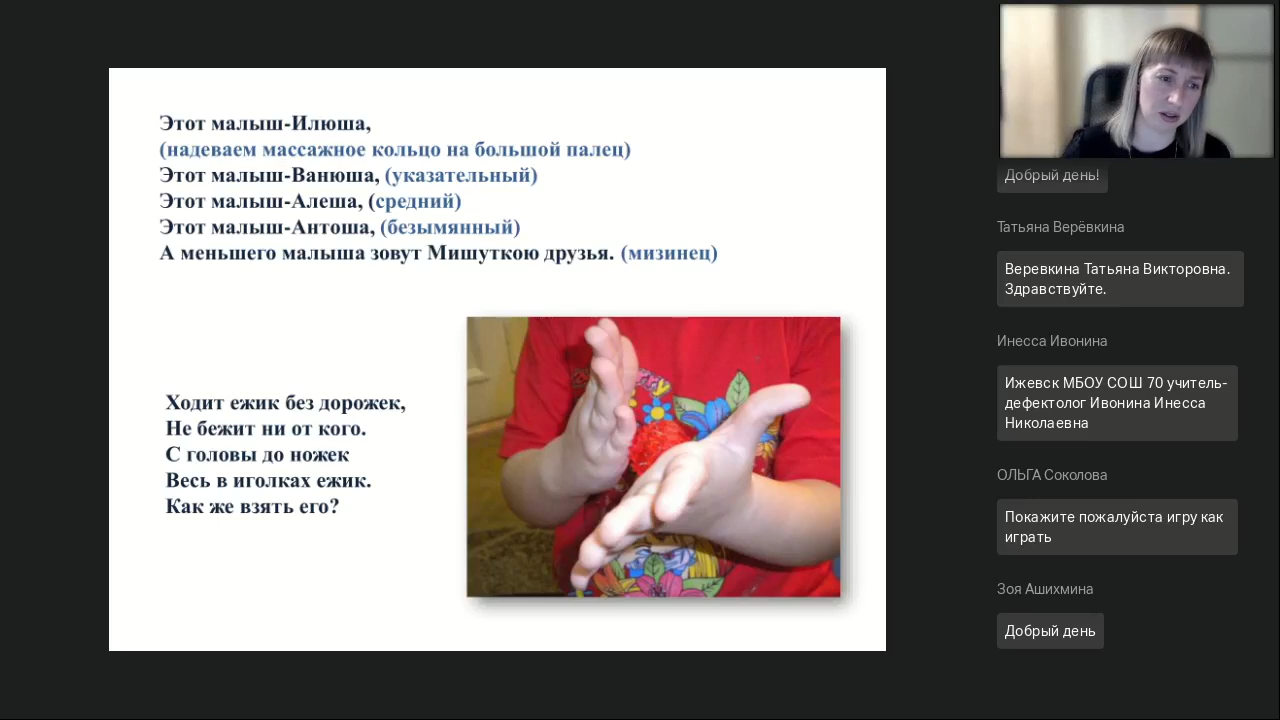 Этот малыш-Илюша,
(надеваем массажное кольцо на большой палец)
Этот малыш-Ванюша, (указательный)
Этот малыш-Алеша, (средний)
Этот малыш-Антоша, (безымянный)
А меньшего малыша зовут Мишуткою друзья. (мизинец)
Ходит ежик без дорожек,
Не бежит ни от кого.
С головы до ножек
Весь в иголках ежик.
Как же взять его?
Добрый день!
Татьяна Верёвкина
Веревкина Татьяна Викторовна.
Здравствуйте.
Инесса Ивонина
Ижевск МБОУ СОШ 70 учитель-
дефектолог Ивонина Инесса
Николаевна
ОЛЬГА Соколова
Покажите пожалуйста игру как
играть
Зоя Ашихмина
Добрый день